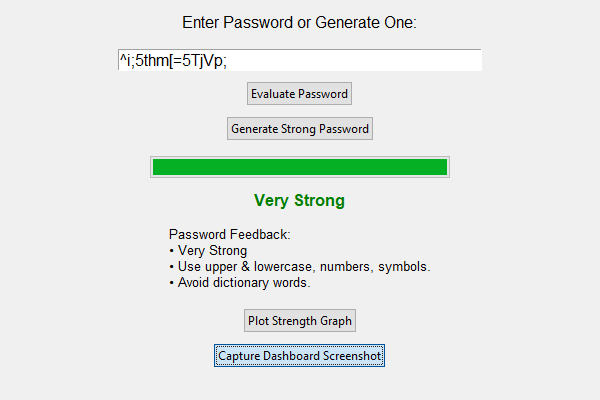 Enter Password or Generate One:
^i;5thm[=5TjVp;
Evaluate Password
Generate Strong Password
Very Strong
Password Feedback:
• Very Strong
• Use upper & lowercase, numbers, symbols.
• Avoid dictionary words.
Plot Strength Graph
Capture Dashboard Screenshot